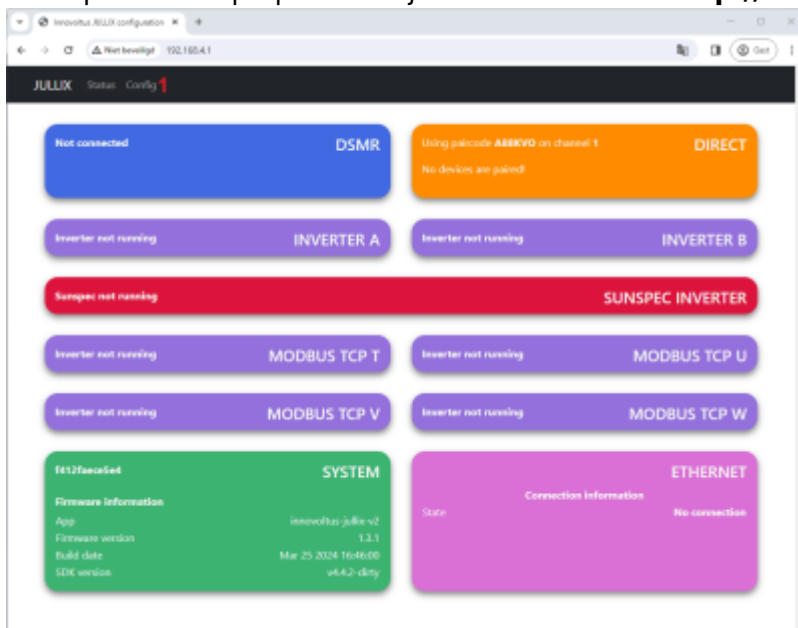 Innovoltus JULLIX configuration
Niet beveiligd 192.168.4.1
Gast
JULLIX Status Config 1
Not connected DSMR
Using paircode on channel 1 DIRECT
No devices are paired!
Inverter not running INVERTER A
Inverter not running INVERTER B
Sunspec not running SUNSPEC INVERTER
Inverter not running MODBUS TCP T
Inverter not running MODBUS TCP U
Inverter not running MODBUS TCP V
Inverter not running MODBUS TCP W
f412faece5e4 SYSTEM
Firmware information
App innovoltus-jullix-v2
Firmware version 1.3.1
Build date Mar 25 2024 16:46:00
SDK version v4.4.2-dirty
ETHERNET
Connection information
State No connection